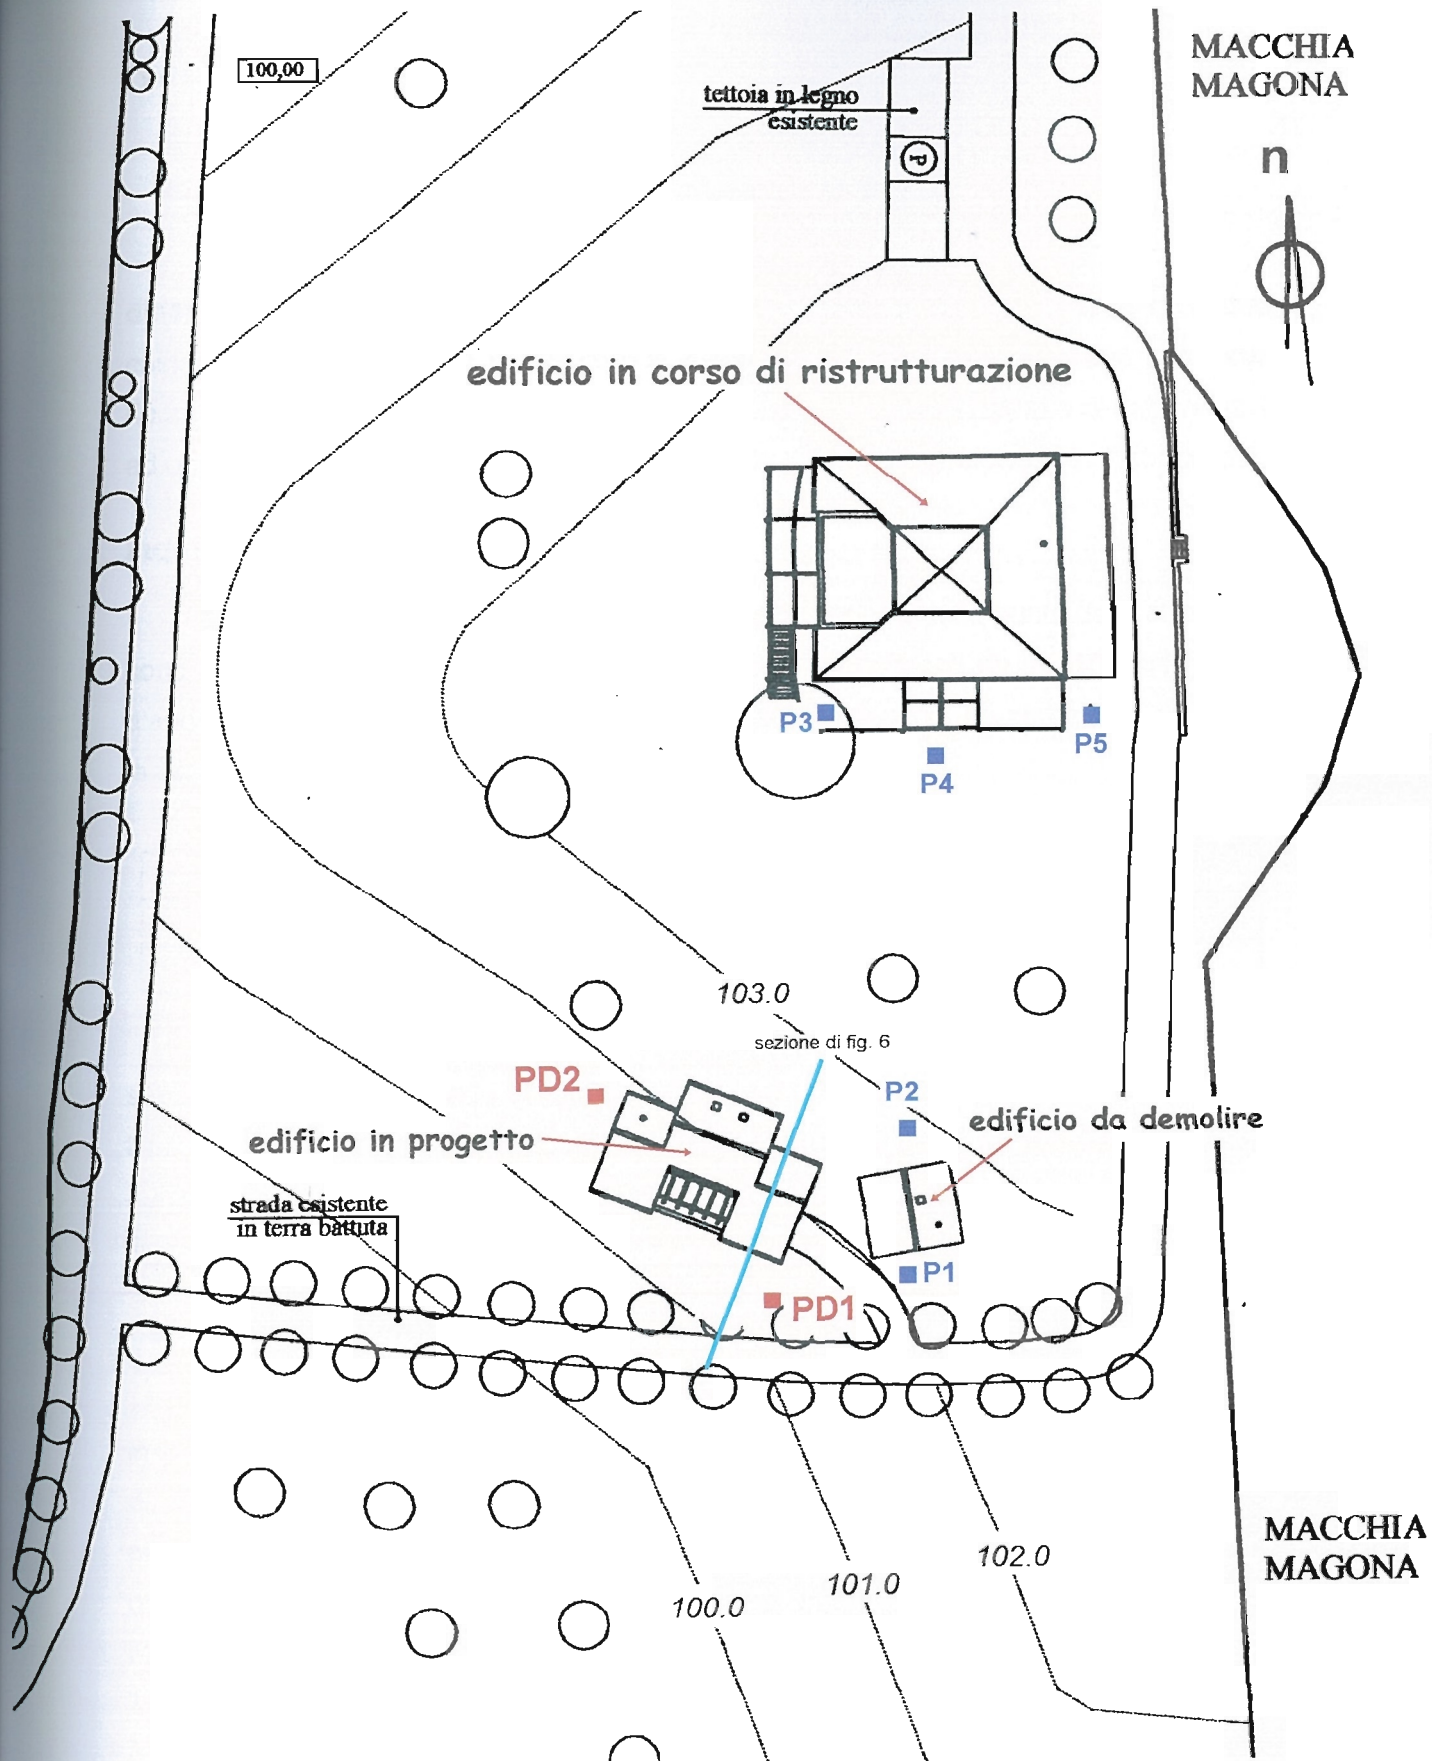 MACCHIA
MAGONA
100,00
tettoia in legno
esistente
P
n
edificio in corso di ristrutturazione
P3
P4
P5
103.0
sezione di fig. 6
PD2
P2
edificio da demolire
edificio in progetto
strada esistente
in terra battuta
P1
PD1
MACCHIA
MAGONA
102.0
101.0
100.0